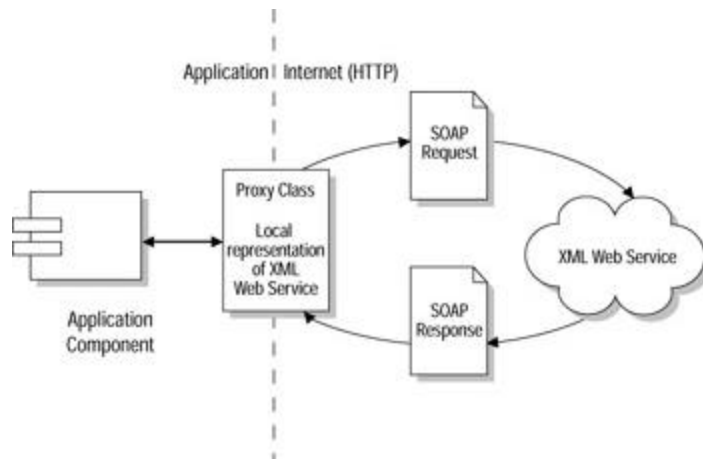 Application Internet (HTTP)
SOAP
Request
Proxy Class
Local
representation
of XML
Web Service
XML Web Service
SOAP
Response
Application
Component